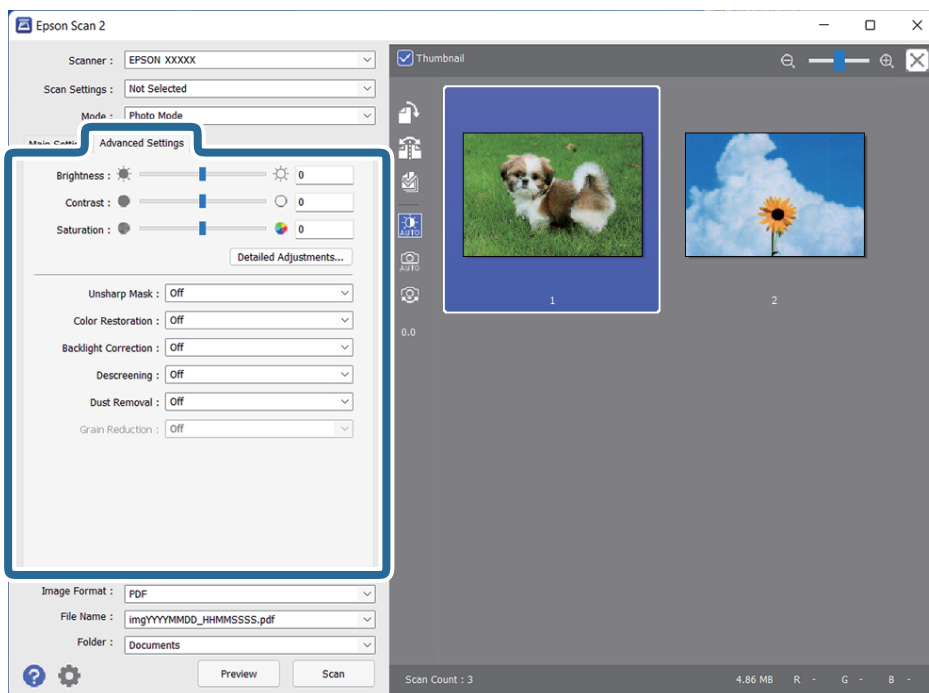 Epson Scan 2
Scanner : EPSON XXXXX
Scan Settings : Not Selected
Mode : Photo Mode
Advanced Settings
Brightness : 0
Contrast : 0
Saturation : 0
Detailed Adjustments...
Unsharp Mask : Off
Color Restoration : Off
Backlight Correction : Off
Descreening : Off
Dust Removal : Off
Grain Reduction : Off
Image Format : PDF
File Name : imgYYYYMMDD_HHMMSSSS.pdf
Folder : Documents
?
Preview
Scan
Thumbnail
AUTO
AUTO
0.0
1
2
Scan Count : 3
4.86 MB R - G - B -